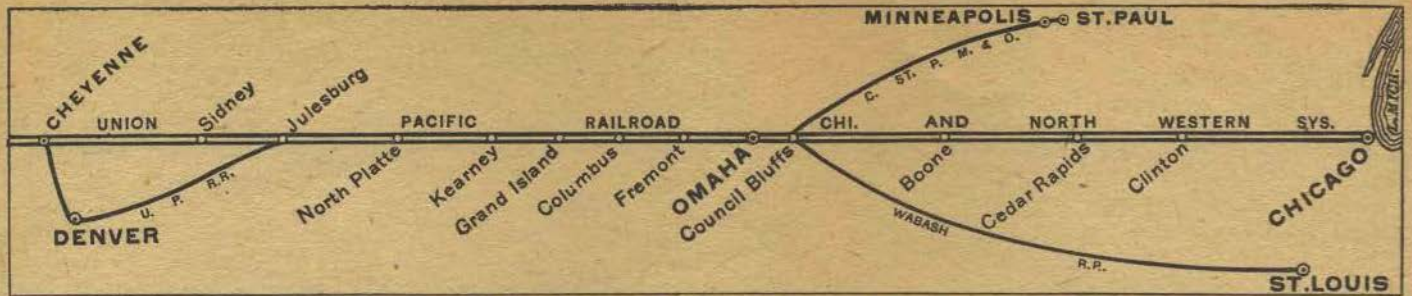 MINNEAPOLIS ST. PAUL
C. ST. P. M. & O.
L. MICH.
CHEYENNE
Sidney
Julesburg
UNION PACIFIC RAILROAD
CHI. AND NORTH WESTERN SYS.
North Platte
Kearney
Grand Island
Columbus
Fremont
OMAHA
Council Bluffs
Boone
Cedar Rapids
Clinton
CHICAGO
U. P. R.R.
DENVER
WABASH R.R.
ST. LOUIS